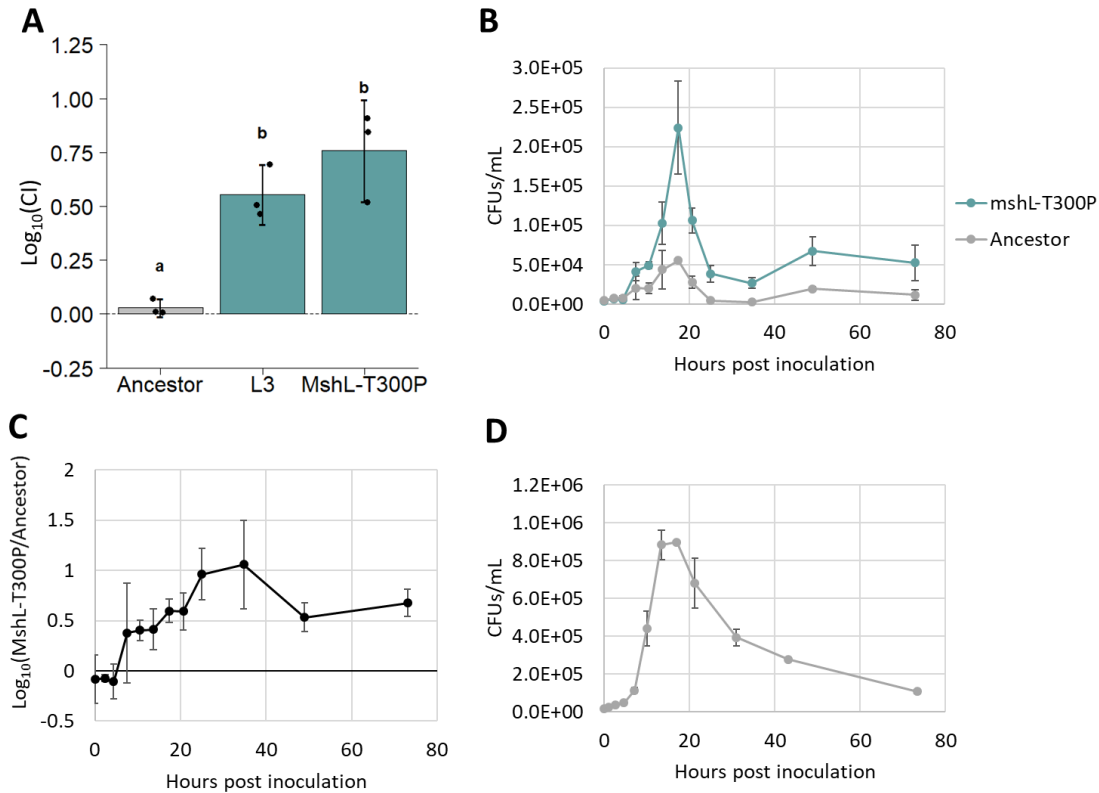 A
1.25
1.00
0.75
0.50
0.25
0.00
-0.25
Log10(CI)
a
b
b
Ancestor L3 MshL-T300P
B
3.0E+05
2.5E+05
2.0E+05
1.5E+05
1.0E+05
5.0E+04
0.0E+00
CFUs/mL
0 20 40 60 80
Hours post inoculation
mshL-T300P
Ancestor
C
2
1.5
1
0.5
0
-0.5
Log10(MshL-T300P/Ancestor)
0 20 40 60 80
Hours post inoculation
D
1.2E+06
1.0E+06
8.0E+05
6.0E+05
4.0E+05
2.0E+05
0.0E+00
CFUs/mL
0 20 40 60 80
Hours post inoculation